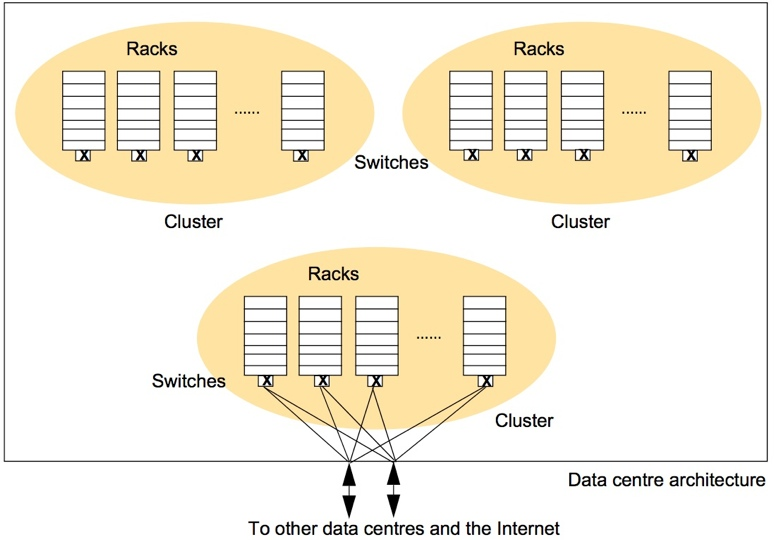 Racks
Racks
......
......
X X X X
X X X X
Switches
Cluster
Cluster
Racks
......
X X X X
Switches
Cluster
Data centre architecture
To other data centres and the Internet